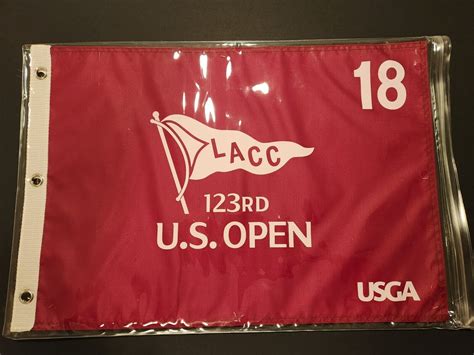 18
LACC
123RD
U.S. OPEN
USGA